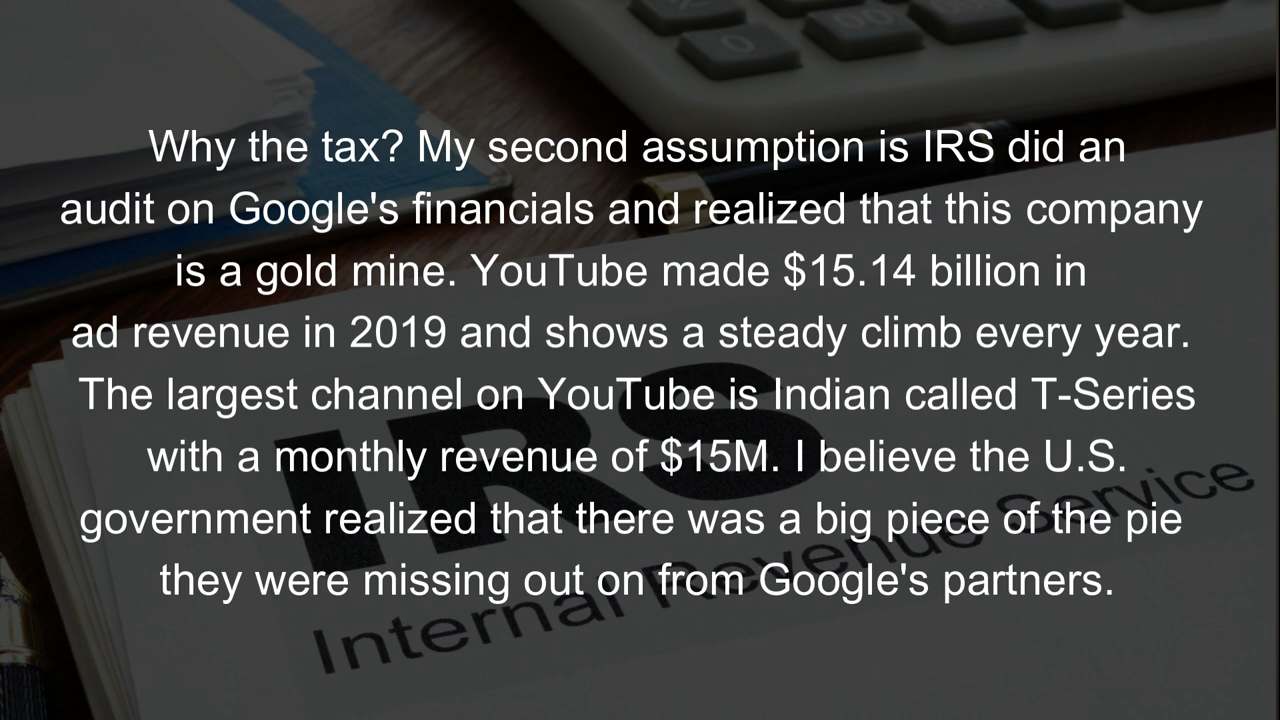 Why the tax? My second assumption is IRS did an
audit on Google's financials and realized that this company
is a gold mine. YouTube made $15.14 billion in
ad revenue in 2019 and shows a steady climb every year.
The largest channel on YouTube is Indian called T-Series
with a monthly revenue of $15M. I believe the U.S.
government realized that there was a big piece of the pie
they were missing out on from Google's partners.
IRS
Internal Revenue Service
0
00